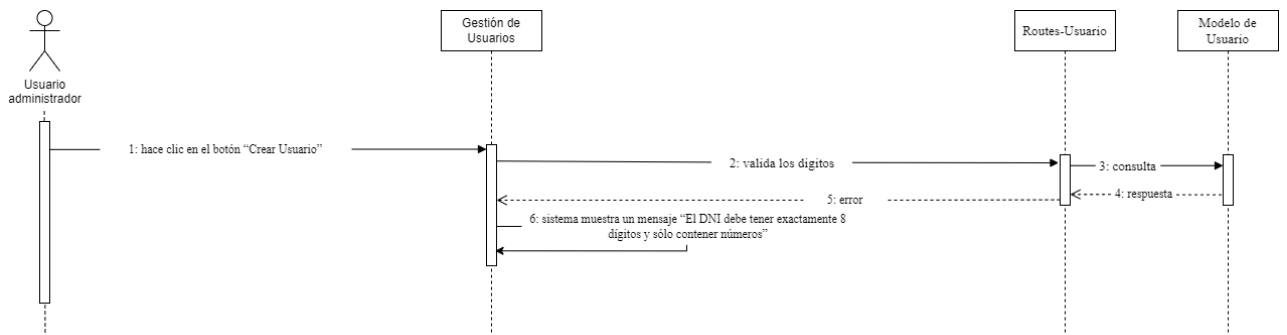 Gestión de
Usuarios
Routes-Usuario
Modelo de
Usuario
Usuario
administrador
1: hace clic en el botón “Crear Usuario”
2: valida los dígitos
3: consulta
4: respuesta
5: error
6: sistema muestra un mensaje “El DNI debe tener exactamente 8
dígitos y sólo contener números”